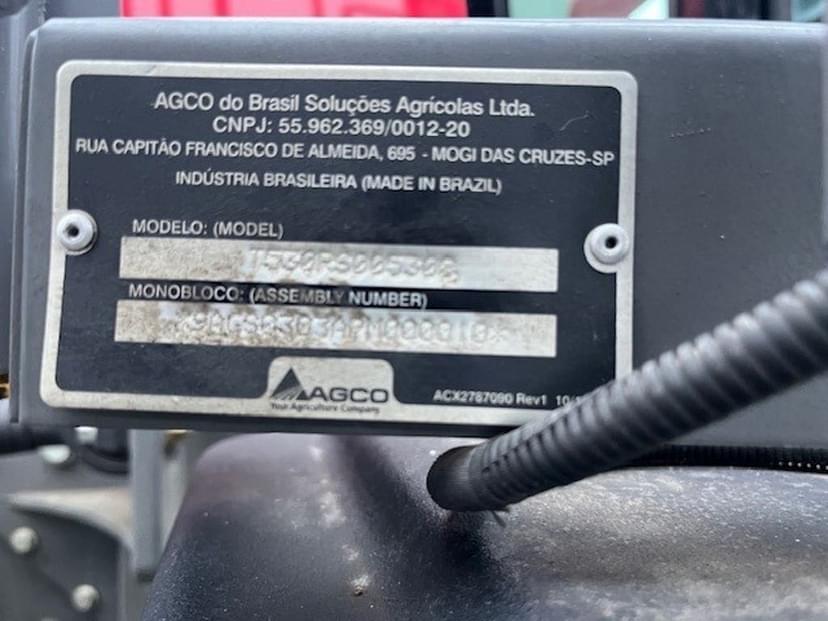 AGCO do Brasil Soluções Agrícolas Ltda.
CNPJ: 55.962.369/0012-20
RUA CAPITÃO FRANCISCO DE ALMEIDA, 695 - MOGI DAS CRUZES-SP
INDÚSTRIA BRASILEIRA (MADE IN BRAZIL)
MODELO: (MODEL)
MONOBLOCO: (ASSEMBLY NUMBER)
AGCO
Your Agriculture Company
ACX2787090 Rev1